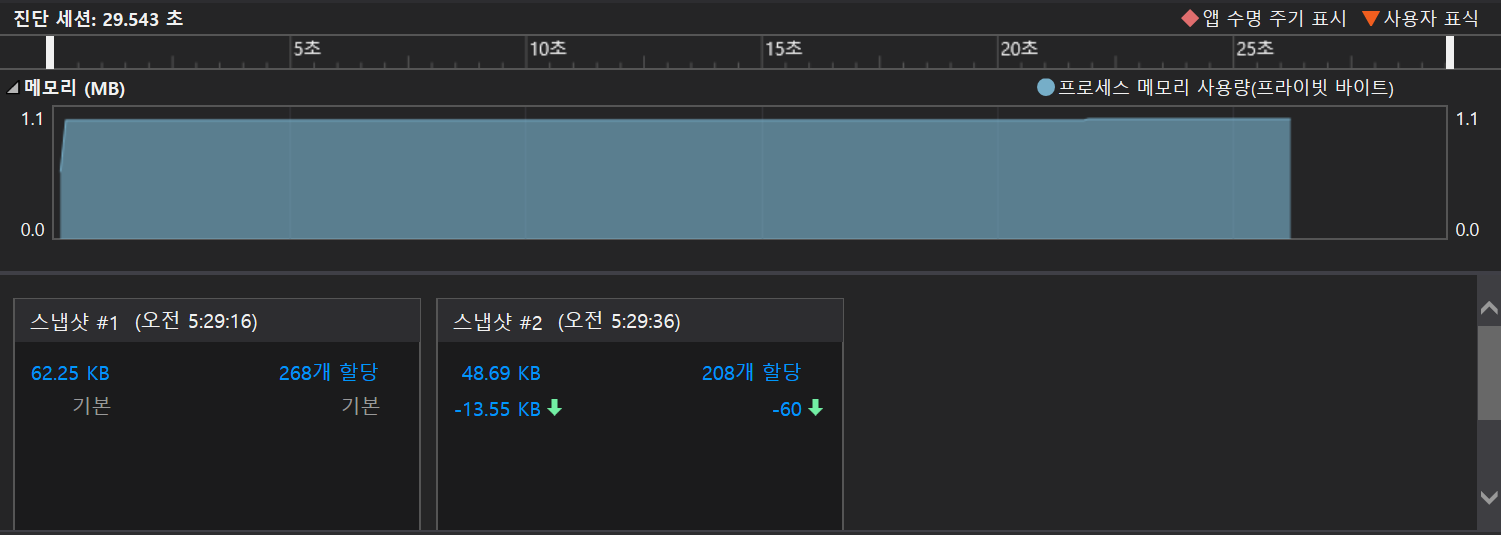 진단 세션: 29.543 초
앱 수명 주기 표시 사용자 표식
5초 10초 15초 20초 25초
메모리 (MB) 프로세스 메모리 사용량(프라이빗 바이트)
1.1 1.1
0.0 0.0
스냅샷 #1 (오전 5:29:16)
62.25 KB 268개 할당
기본 기본
스냅샷 #2 (오전 5:29:36)
48.69 KB 208개 할당
-13.55 KB -60